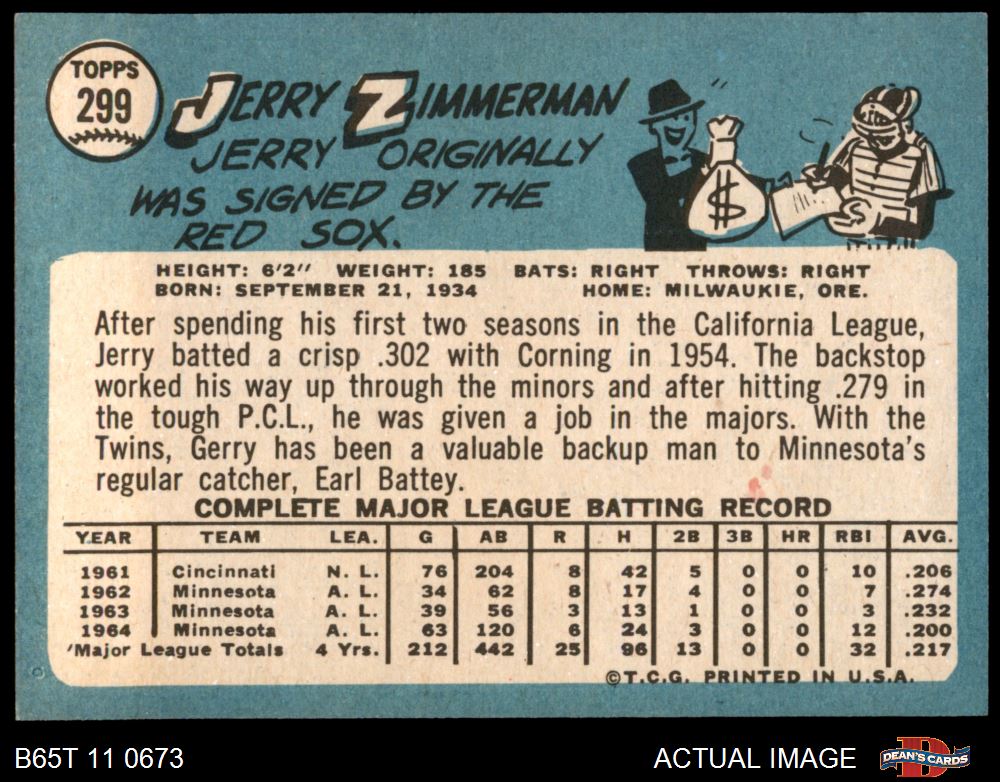 TOPPS
299
JERRY ZIMMERMAN
JERRY ORIGINALLY
WAS SIGNED BY THE
RED SOX.
$
HEIGHT: 6'2" WEIGHT: 185 BATS: RIGHT THROWS: RIGHT
BORN: SEPTEMBER 21, 1934 HOME: MILWAUKIE, ORE.
After spending his first two seasons in the California League,
Jerry batted a crisp .302 with Corning in 1954. The backstop
worked his way up through the minors and after hitting .279 in
the tough P.C.L., he was given a job in the majors. With the
Twins, Gerry has been a valuable backup man to Minnesota's
regular catcher, Earl Battey.
COMPLETE MAJOR LEAGUE BATTING RECORD
YEAR TEAM LEA. G AB R H 2B 3B HR RBI AVG.
1961 Cincinnati N. L. 76 204 8 42 5 0 0 10 .206
1962 Minnesota A. L. 34 62 8 17 4 0 0 7 .274
1963 Minnesota A. L. 39 56 3 13 1 0 0 3 .232
1964 Minnesota A. L. 63 120 6 24 3 0 0 12 .200
Major League Totals 4 Yrs. 212 442 25 96 13 0 0 32 .217
©T.C.G. PRINTED IN U.S.A.
B65T 11 0673 ACTUAL IMAGE DEAN'S CARDS